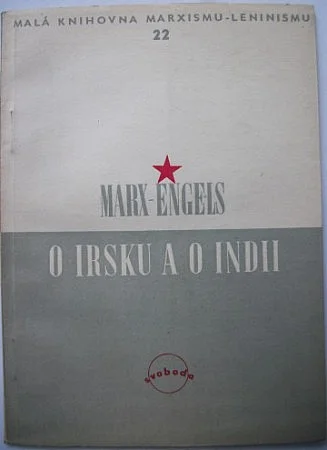 MALÁ KNIHOVNA MARXISMU-LENINISMU
22
MARX-ENGELS
O IRSKU A O INDII
svoboda